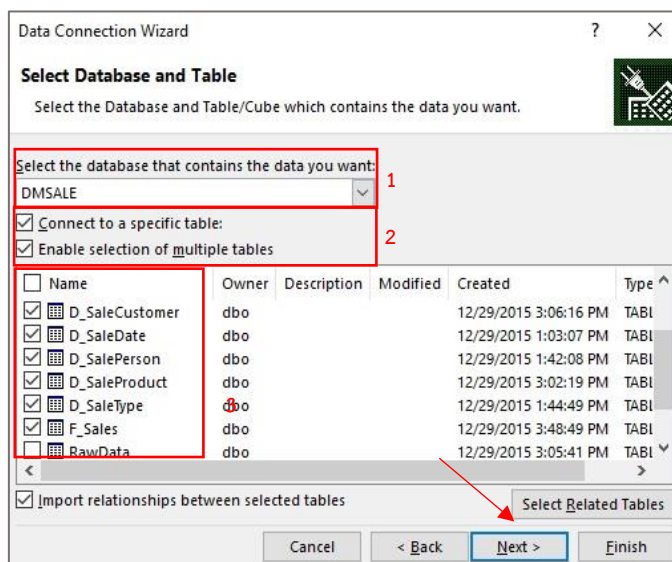 Data Connection Wizard ? ×
Select Database and Table
Select the Database and Table/Cube which contains the data you want.
Select the database that contains the data you want:
1
DMSALE
Connect to a specific table:
2
Enable selection of multiple tables
Name Owner Description Modified Created Type
D_SaleCustomer dbo 12/29/2015 3:06:16 PM TABL
D_SaleDate dbo 12/29/2015 1:03:07 PM TABL
D_SalePerson dbo 12/29/2015 1:42:08 PM TABL
D_SaleProduct dbo 12/29/2015 3:02:19 PM TABL
D_SaleType dbo 12/29/2015 1:44:49 PM TABL
3
F_Sales dbo 12/29/2015 3:48:49 PM TABL
RawData dbo 12/29/2015 3:05:41 PM TABL
Import relationships between selected tables
Select Related Tables
Cancel < Back Next > Finish